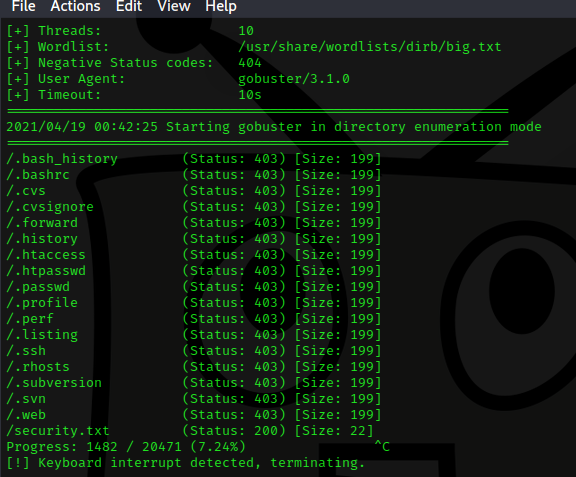 File Actions Edit View Help
[+] Threads: 10
[+] Wordlist: /usr/share/wordlists/dirb/big.txt
[+] Negative Status codes: 404
[+] User Agent: gobuster/3.1.0
[+] Timeout: 10s
===============================================================
2021/04/19 00:42:25 Starting gobuster in directory enumeration mode
===============================================================
/.bash_history (Status: 403) [Size: 199]
/.bashrc (Status: 403) [Size: 199]
/.cvs (Status: 403) [Size: 199]
/.cvsignore (Status: 403) [Size: 199]
/.forward (Status: 403) [Size: 199]
/.history (Status: 403) [Size: 199]
/.htaccess (Status: 403) [Size: 199]
/.htpasswd (Status: 403) [Size: 199]
/.passwd (Status: 403) [Size: 199]
/.profile (Status: 403) [Size: 199]
/.perf (Status: 403) [Size: 199]
/.listing (Status: 403) [Size: 199]
/.ssh (Status: 403) [Size: 199]
/.rhosts (Status: 403) [Size: 199]
/.subversion (Status: 403) [Size: 199]
/.svn (Status: 403) [Size: 199]
/.web (Status: 403) [Size: 199]
/security.txt (Status: 200) [Size: 22]
Progress: 1482 / 20471 (7.24%) ^C
[!] Keyboard interrupt detected, terminating.